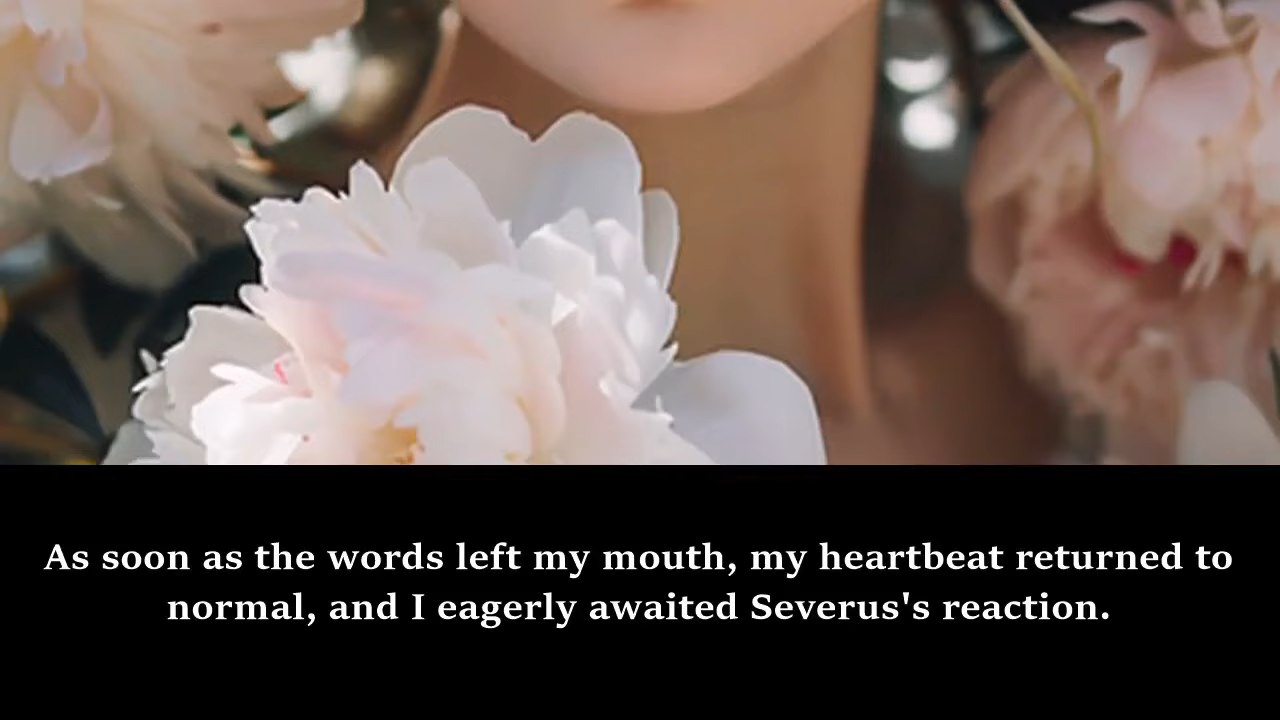 As soon as the words left my mouth, my heartbeat returned to
normal, and I eagerly awaited Severus's reaction.